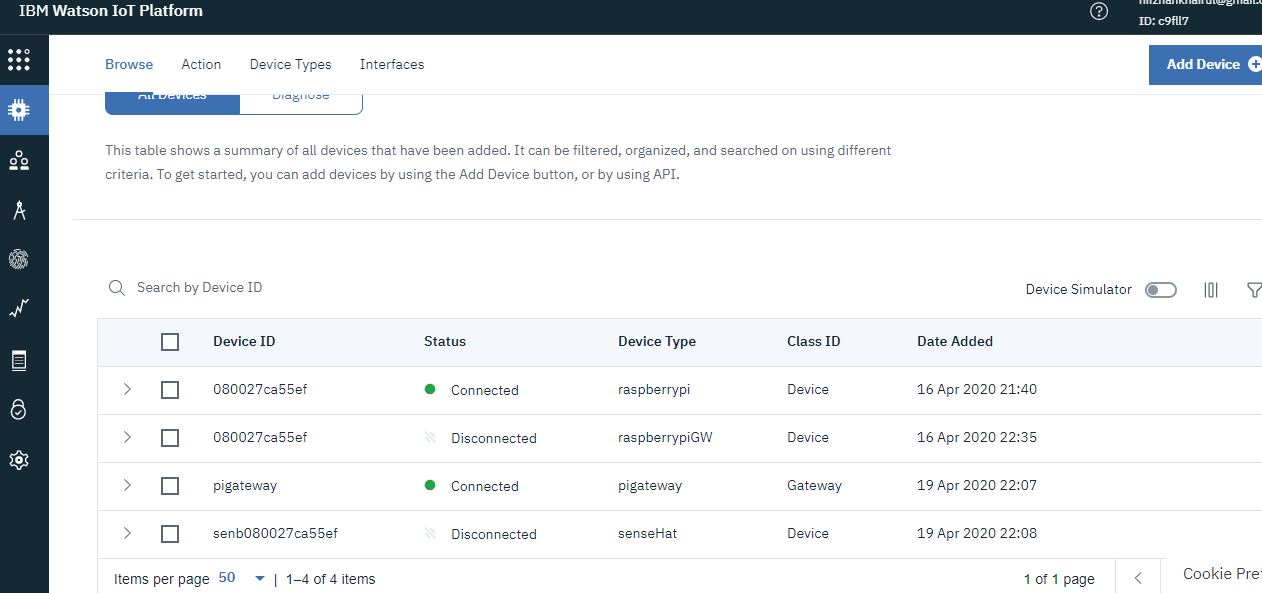 IBM Watson IoT Platform
ID: c9fll7
Browse Action Device Types Interfaces
Add Device
All Devices Diagnose
This table shows a summary of all devices that have been added. It can be filtered, organized, and searched on using different
criteria. To get started, you can add devices by using the Add Device button, or by using API.
Search by Device ID
Device Simulator
Device ID Status Device Type Class ID Date Added
080027ca55ef Connected raspberrypi Device 16 Apr 2020 21:40
080027ca55ef Disconnected raspberrypiGW Device 16 Apr 2020 22:35
pigateway Connected pigateway Gateway 19 Apr 2020 22:07
senb080027ca55ef Disconnected senseHat Device 19 Apr 2020 22:08
Items per page 50 | 1–4 of 4 items 1 of 1 page
Cookie Pre